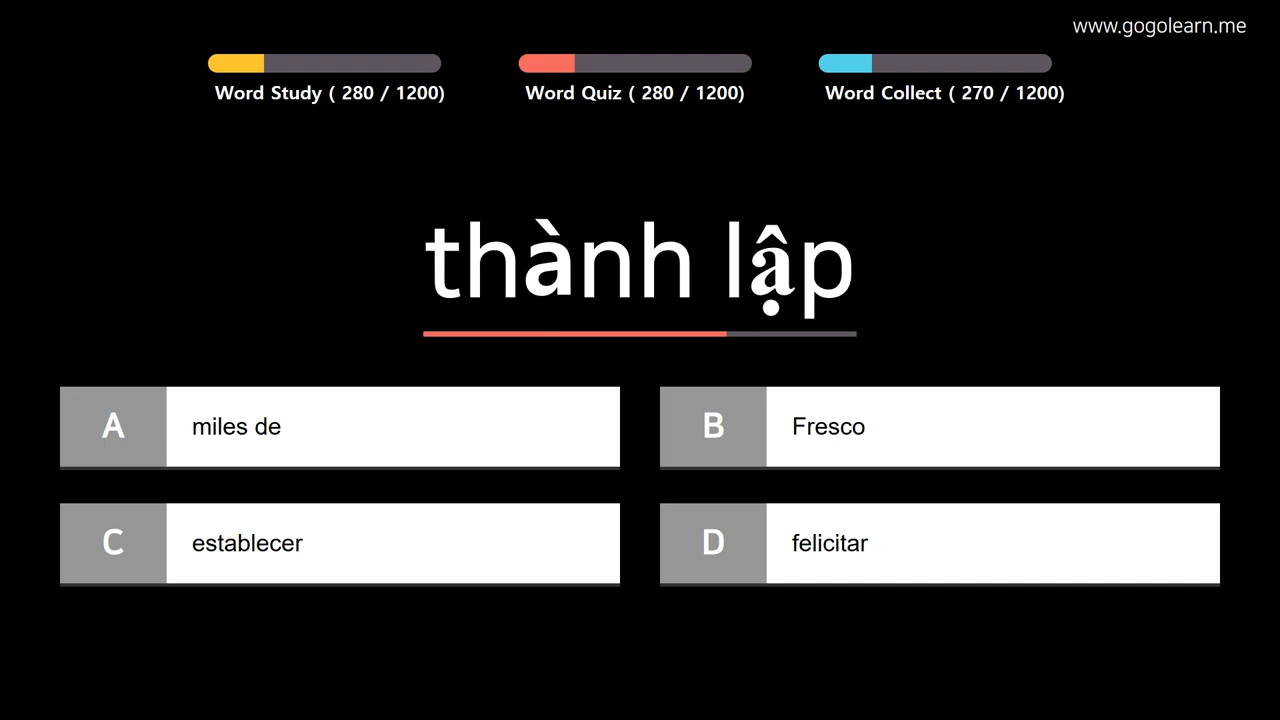 www.gogolearn.me
Word Study ( 280 / 1200)
Word Quiz ( 280 / 1200)
Word Collect ( 270 / 1200)
thành lập
A
miles de
B
Fresco
C
establecer
D
felicitar